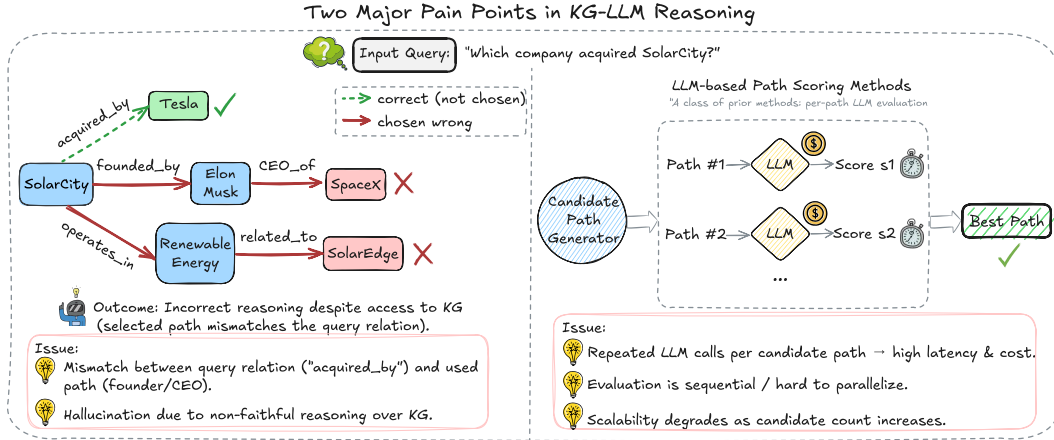 Two Major Pain Points in KG-LLM Reasoning
Input Query: "Which company acquired SolarCity?"
correct (not chosen)
chosen wrong
acquired_by
Tesla
SolarCity
founded_by
Elon
Musk
CEO_of
SpaceX
operates_in
Renewable
Energy
related_to
SolarEdge
Outcome: Incorrect reasoning despite access to KG
(selected path mismatches the query relation).
Issue:
Mismatch between query relation ("acquired_by") and used
path (founder/CEO).
Hallucination due to non-faithful reasoning over KG.
LLM-based Path Scoring Methods
"A class of prior methods: per-path LLM evaluation
Candidate
Path
Generator
Path #1
LLM
$
Score s1
Path #2
LLM
$
Score s2
...
Best Path
Issue:
Repeated LLM calls per candidate path → high latency & cost.
Evaluation is sequential / hard to parallelize.
Scalability degrades as candidate count increases.